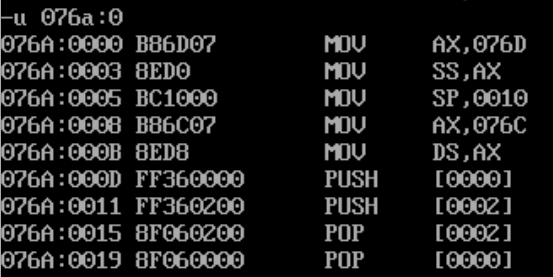 -u 076a:0
076A:0000 B86D07 MOV AX,076D
076A:0003 8ED0 MOV SS,AX
076A:0005 BC1000 MOV SP,0010
076A:0008 B86C07 MOV AX,076C
076A:000B 8ED8 MOV DS,AX
076A:000D FF360000 PUSH [0000]
076A:0011 FF360200 PUSH [0002]
076A:0015 8F060200 POP [0002]
076A:0019 8F060000 POP [0000]